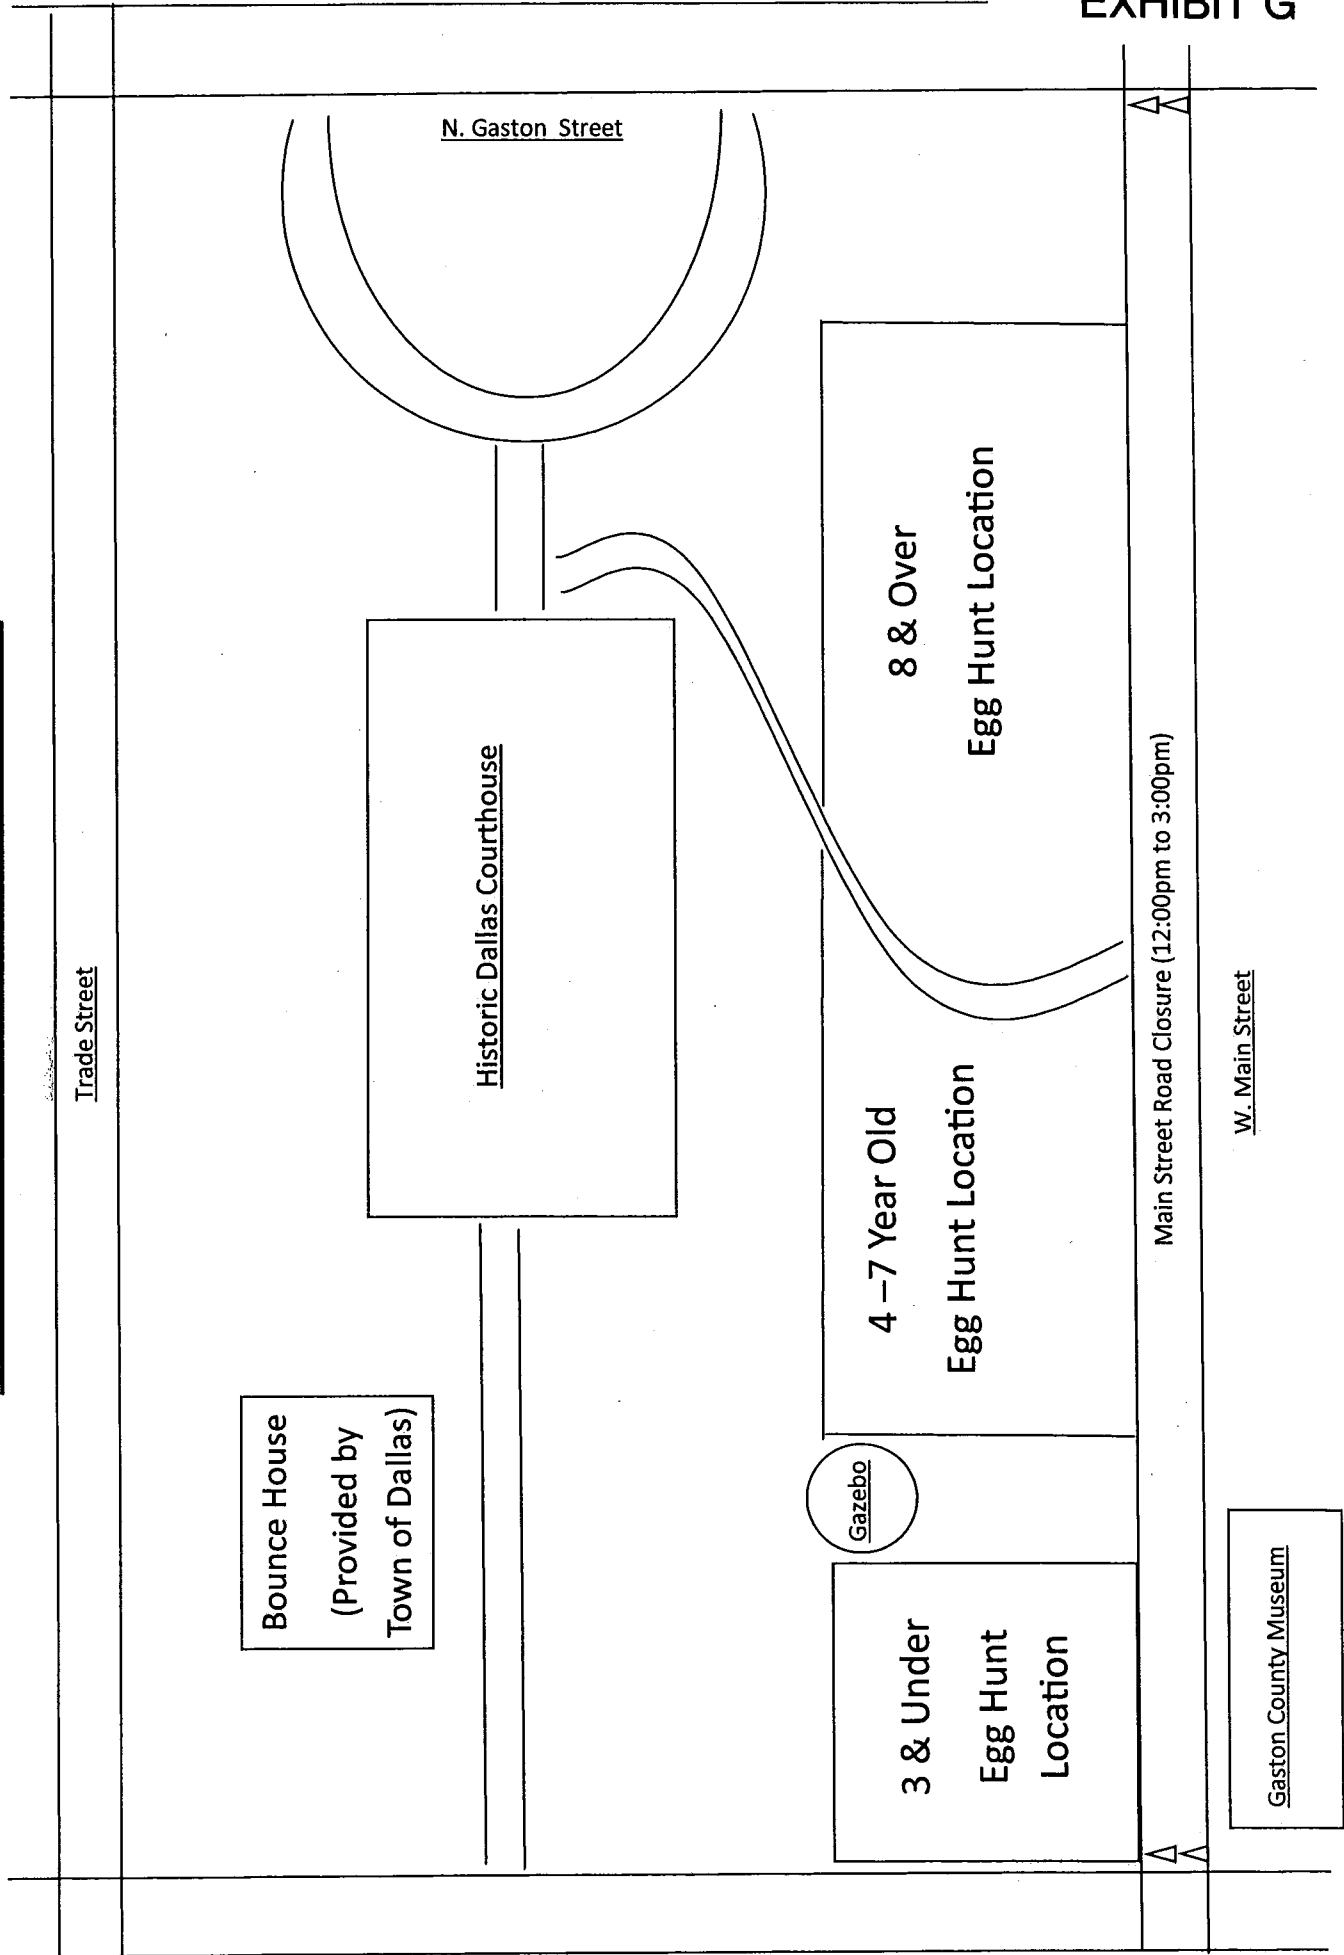 EXHIBIT G
N. Gaston Street
Trade Street
Historic Dallas Courthouse
Bounce House
(Provided by
Town of Dallas)
8 & Over
Egg Hunt Location
4 –7 Year Old
Egg Hunt Location
Gazebo
3 & Under
Egg Hunt
Location
Main Street Road Closure (12:00pm to 3:00pm)
W. Main Street
Gaston County Museum